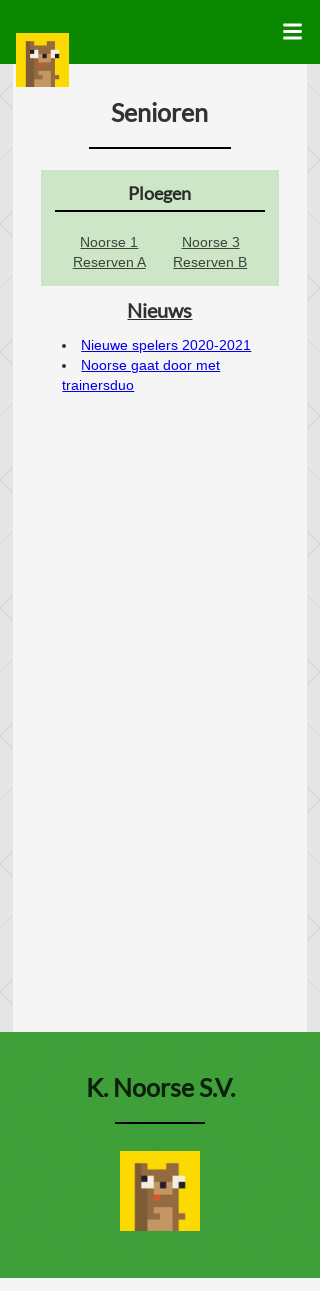 Senioren
Ploegen
Noorse 1 Noorse 3
Reserven A Reserven B
Nieuws
• Nieuwe spelers 2020-2021
• Noorse gaat door met
trainersduo
K. Noorse S.V.